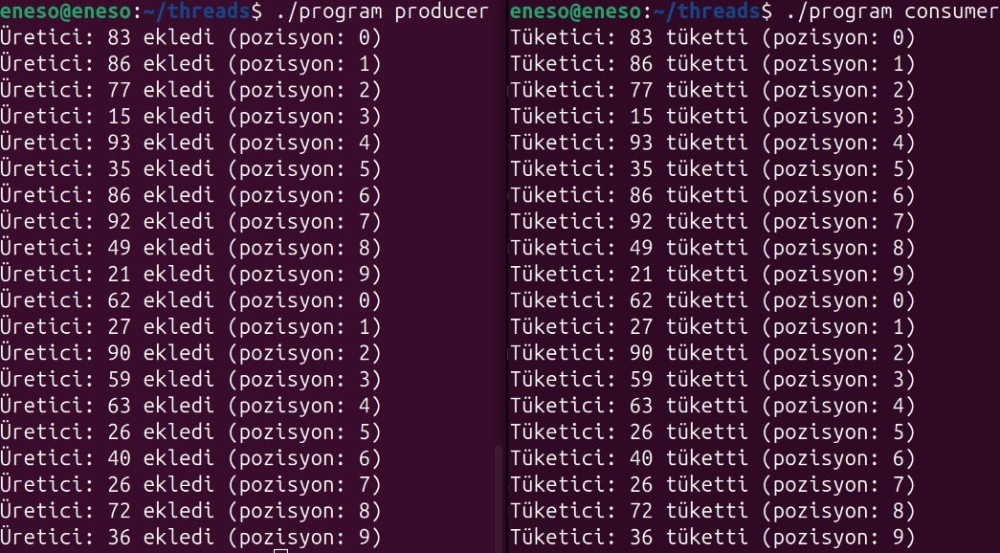 eneso@eneso:~/threads$ ./program producer
Üretici: 83 ekledi (pozisyon: 0)
Üretici: 86 ekledi (pozisyon: 1)
Üretici: 77 ekledi (pozisyon: 2)
Üretici: 15 ekledi (pozisyon: 3)
Üretici: 93 ekledi (pozisyon: 4)
Üretici: 35 ekledi (pozisyon: 5)
Üretici: 86 ekledi (pozisyon: 6)
Üretici: 92 ekledi (pozisyon: 7)
Üretici: 49 ekledi (pozisyon: 8)
Üretici: 21 ekledi (pozisyon: 9)
Üretici: 62 ekledi (pozisyon: 0)
Üretici: 27 ekledi (pozisyon: 1)
Üretici: 90 ekledi (pozisyon: 2)
Üretici: 59 ekledi (pozisyon: 3)
Üretici: 63 ekledi (pozisyon: 4)
Üretici: 26 ekledi (pozisyon: 5)
Üretici: 40 ekledi (pozisyon: 6)
Üretici: 26 ekledi (pozisyon: 7)
Üretici: 72 ekledi (pozisyon: 8)
Üretici: 36 ekledi (pozisyon: 9)
eneso@eneso:~/threads$ ./program consumer
Tüketici: 83 tüketti (pozisyon: 0)
Tüketici: 86 tüketti (pozisyon: 1)
Tüketici: 77 tüketti (pozisyon: 2)
Tüketici: 15 tüketti (pozisyon: 3)
Tüketici: 93 tüketti (pozisyon: 4)
Tüketici: 35 tüketti (pozisyon: 5)
Tüketici: 86 tüketti (pozisyon: 6)
Tüketici: 92 tüketti (pozisyon: 7)
Tüketici: 49 tüketti (pozisyon: 8)
Tüketici: 21 tüketti (pozisyon: 9)
Tüketici: 62 tüketti (pozisyon: 0)
Tüketici: 27 tüketti (pozisyon: 1)
Tüketici: 90 tüketti (pozisyon: 2)
Tüketici: 59 tüketti (pozisyon: 3)
Tüketici: 63 tüketti (pozisyon: 4)
Tüketici: 26 tüketti (pozisyon: 5)
Tüketici: 40 tüketti (pozisyon: 6)
Tüketici: 26 tüketti (pozisyon: 7)
Tüketici: 72 tüketti (pozisyon: 8)
Tüketici: 36 tüketti (pozisyon: 9)